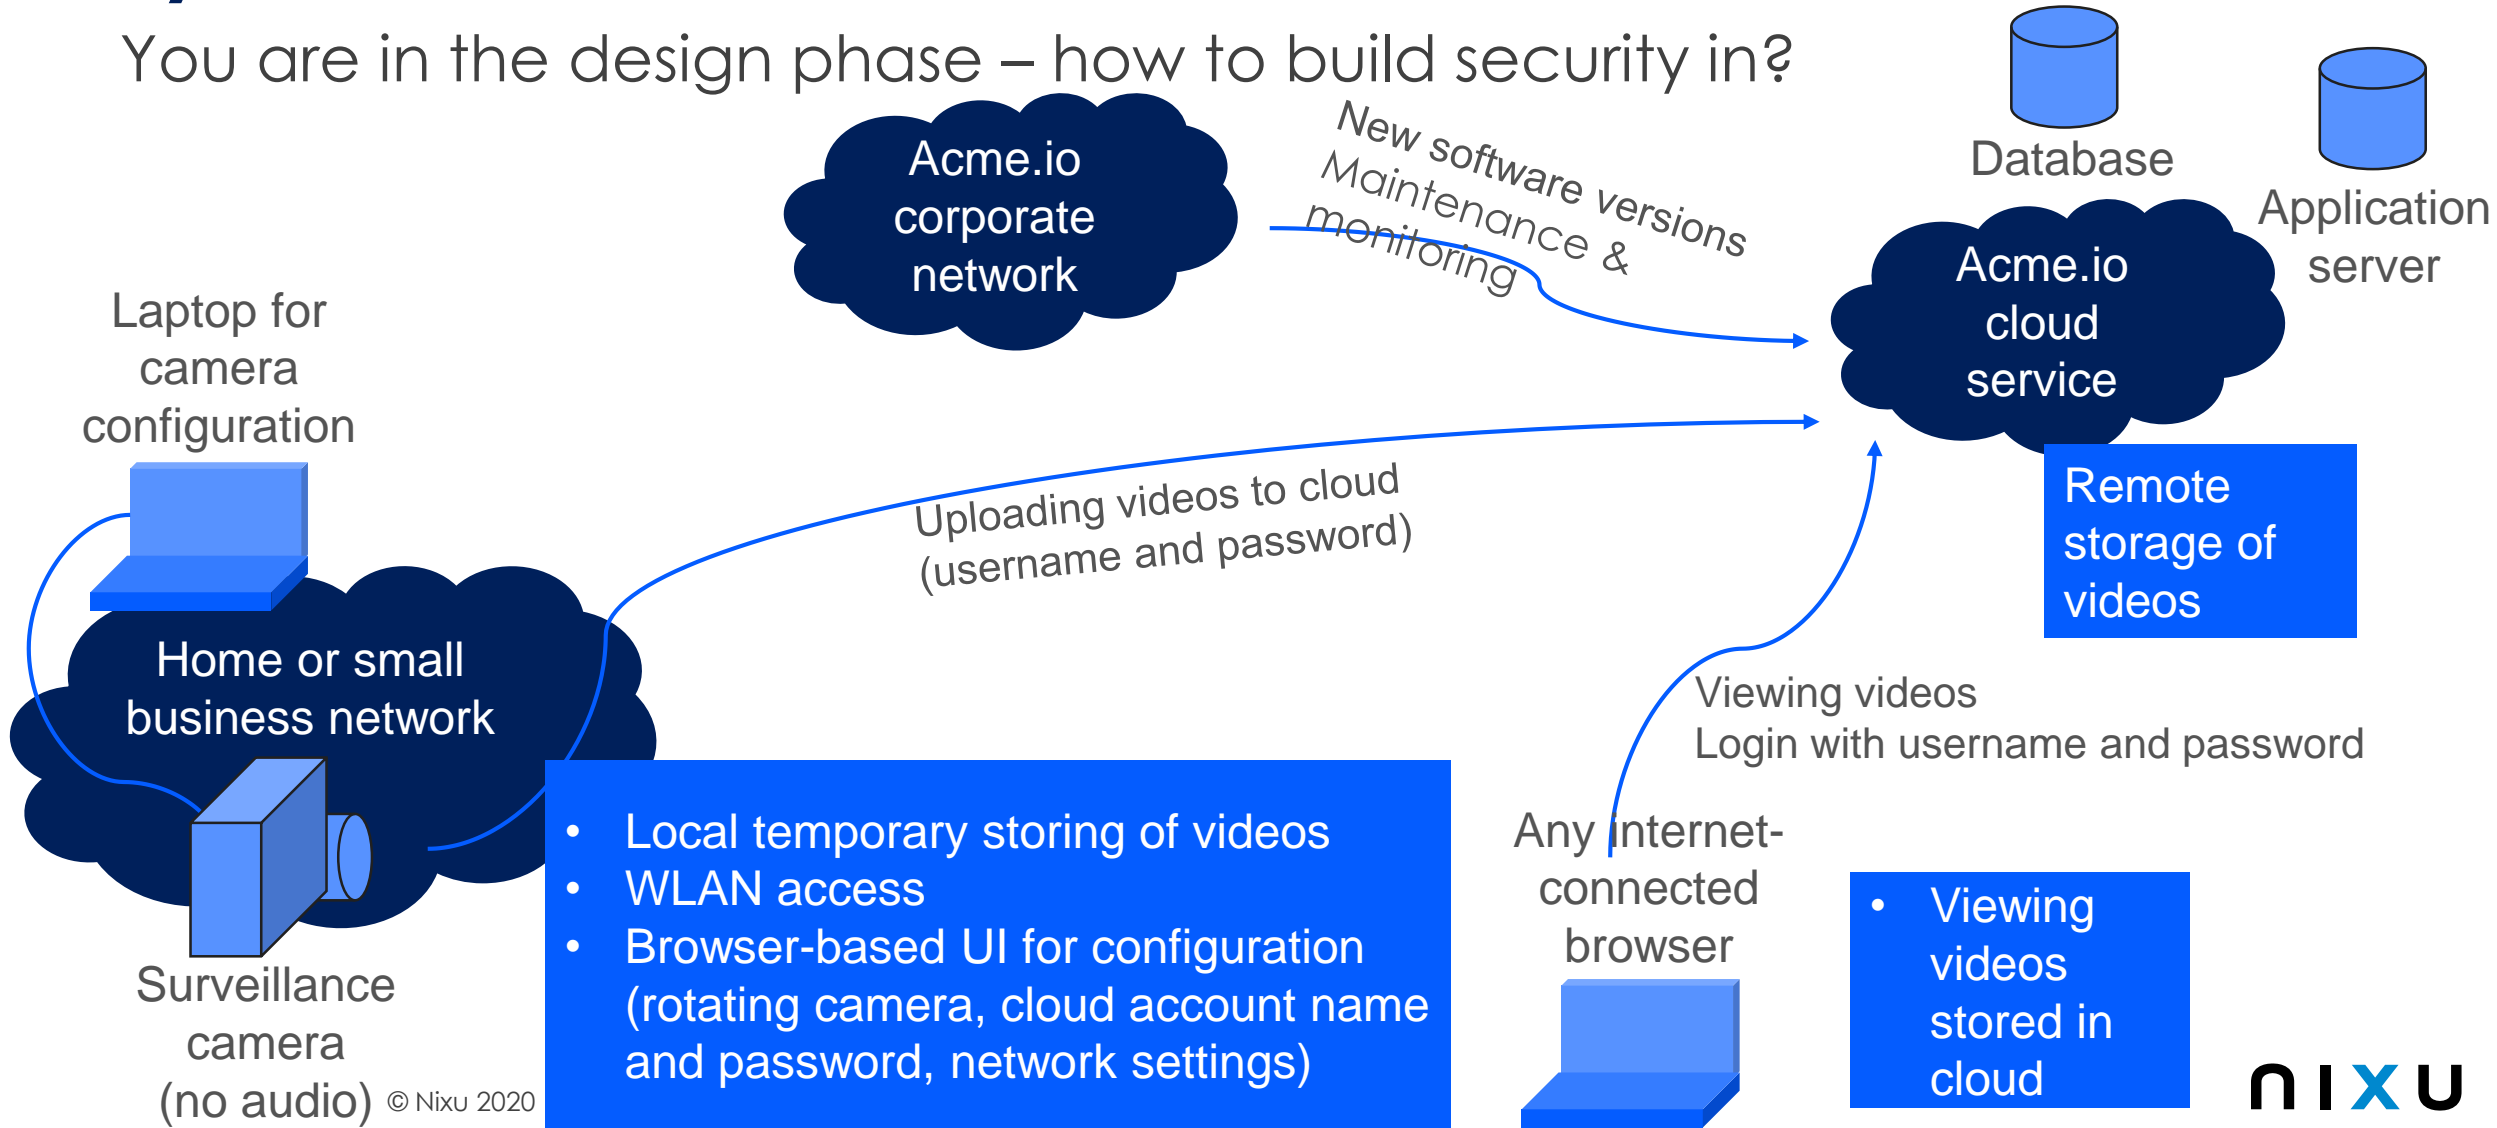 You are in the design phase – how to build security in?
Acme.io
corporate
network
New software versions
Maintenance &
monitoring
Database
Application
server
Acme.io
cloud
service
Remote
storage of
videos
Laptop for
camera
configuration
Uploading videos to cloud
(username and password)
Home or small
business network
Viewing videos
Login with username and password
Surveillance
camera
(no audio)
© Nixu 2020
• Local temporary storing of videos
• WLAN access
• Browser-based UI for configuration
(rotating camera, cloud account name
and password, network settings)
Any internet-
connected
browser
• Viewing
videos
stored in
cloud
nixu